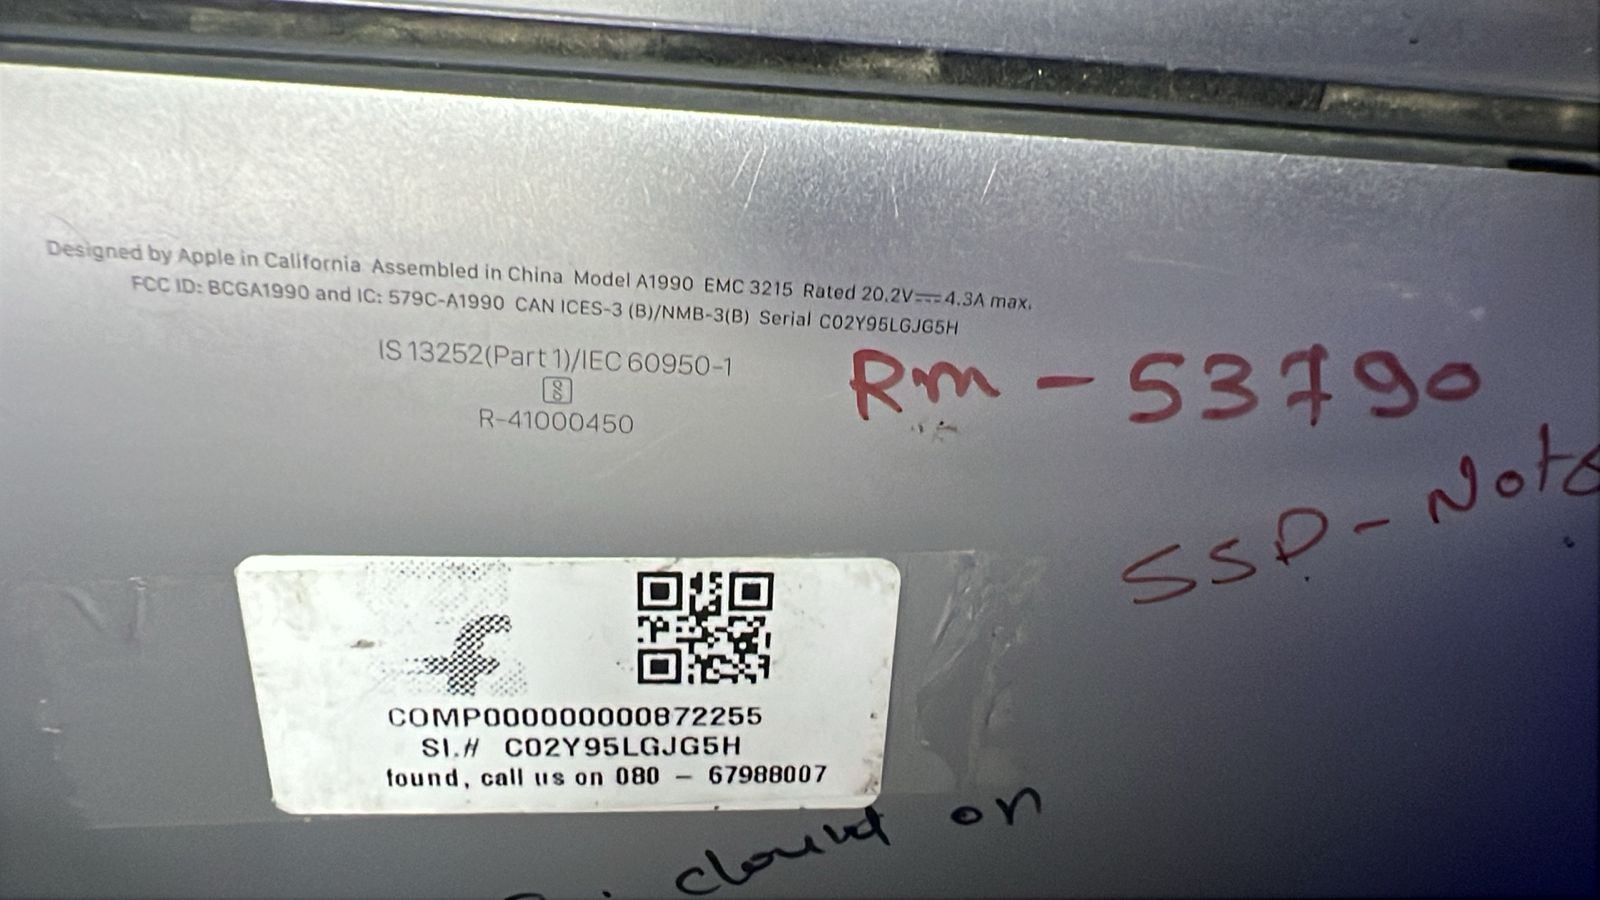 Designed by Apple in California Assembled in China Model A1990 EMC 3215 Rated 20.2V⎓4.3A max.
FCC ID: BCGA1990 and IC: 579C-A1990 CAN ICES-3 (B)/NMB-3(B) Serial C02Y95LGJG5H
IS 13252(Part 1)/IEC 60950-1
R-41000450
Rm - 53790
SSD - Note
f
COMP000000000872255
Sl.# C02Y95LGJG5H
found, call us on 080 - 67988007
on